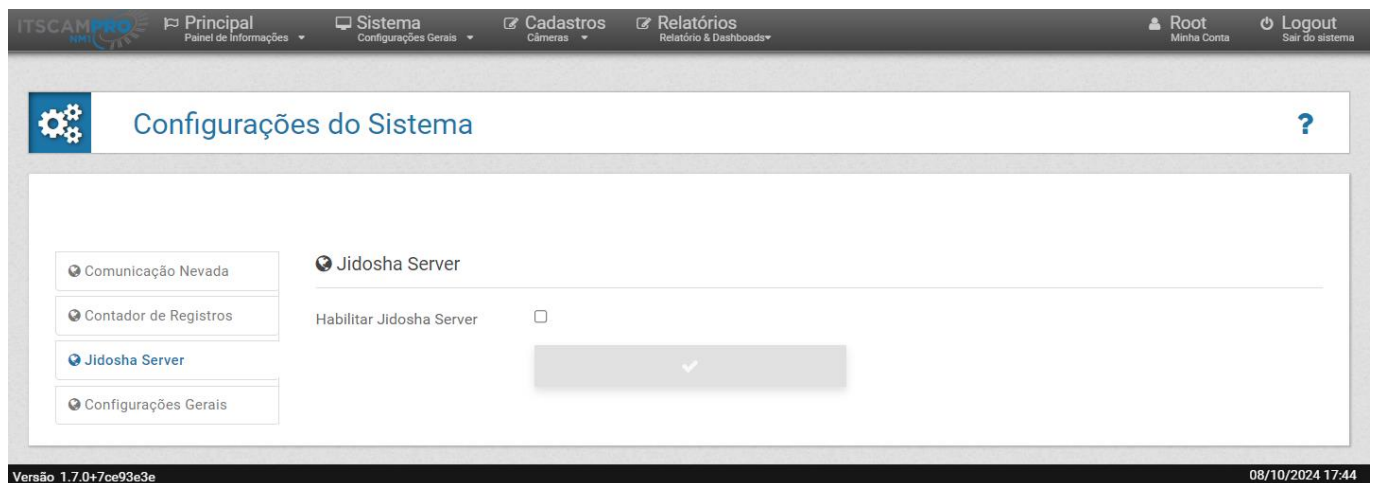 ITSCAMPRO
NM1
Principal
Painel de Informações
Sistema
Configurações Gerais
Cadastros
Câmeras
Relatórios
Relatório & Dashboads
Root
Minha Conta
Logout
Sair do sistema
Configurações do Sistema
?
Comunicação Nevada
Contador de Registros
Jidosha Server
Configurações Gerais
Jidosha Server
Habilitar Jidosha Server
Versão 1.7.0+7ce93e3e
08/10/2024 17:44